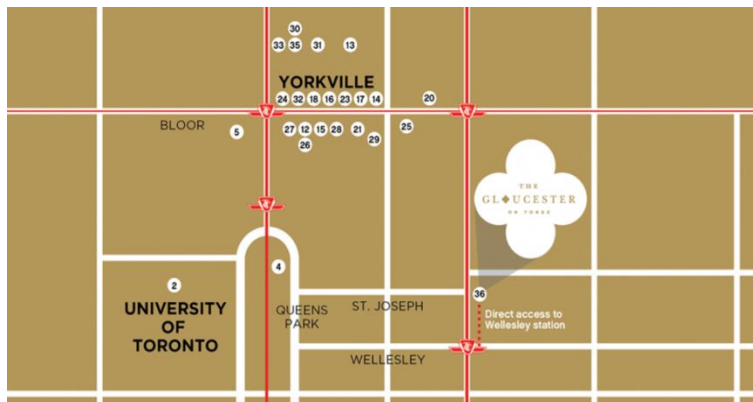 30
33 35 31 13
YORKVILLE
24 32 18 16 23 17 14
20
BLOOR
5
27 12 15 28 21
25
26
29
THE
GLOUCESTER
ON YONGE
4
2
UNIVERSITY
OF
TORONTO
QUEENS
PARK
ST. JOSEPH
36
Direct access to
Wellesley station
WELLESLEY